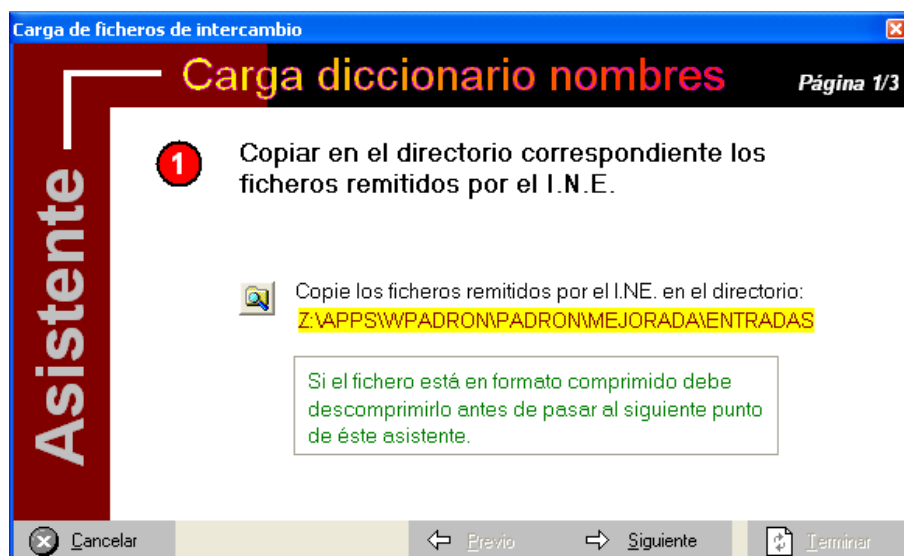 Carga de ficheros de intercambio
Carga diccionario nombres
Página 1/3
Asistente
1
Copiar en el directorio correspondiente los
ficheros remitidos por el I.N.E.
Copie los ficheros remitidos por el I.NE. en el directorio:
Z:\APPS\WPADRON\PADRON\MEJORADA\ENTRADAS
Si el fichero está en formato comprimido debe
descomprimirlo antes de pasar al siguiente punto
de éste asistente.
Cancelar
Previo
Siguiente
Terminar